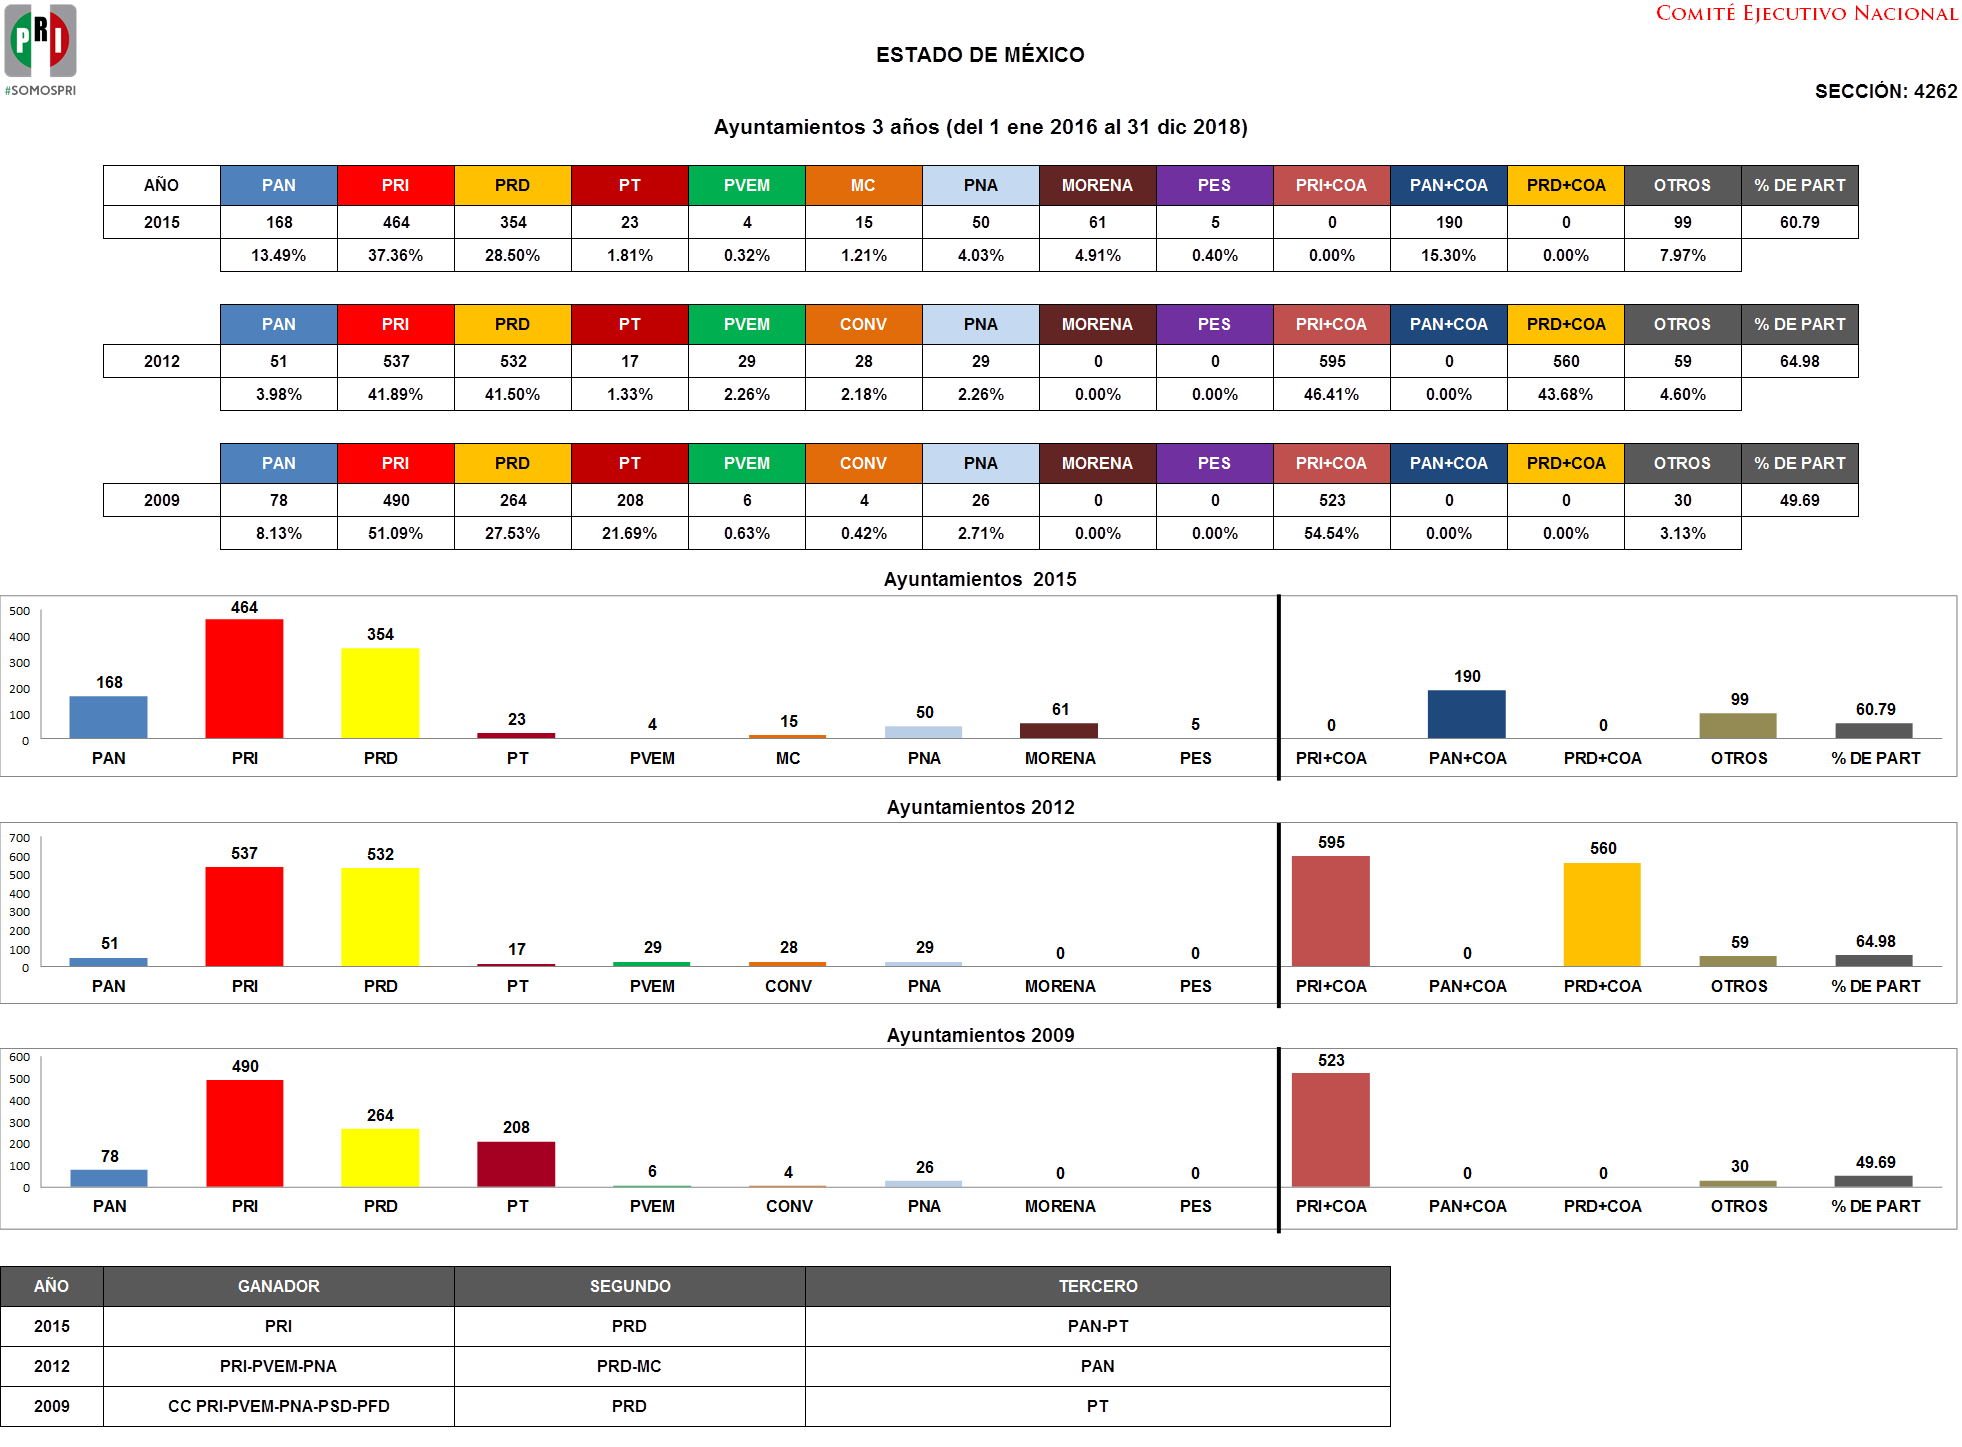 PRI
#SOMOSPRI
COMITÉ EJECUTIVO NACIONAL
ESTADO DE MÉXICO
SECCIÓN: 4262
Ayuntamientos 3 años (del 1 ene 2016 al 31 dic 2018)
AÑO PAN PRI PRD PT PVEM MC PNA MORENA PES PRI+COA PAN+COA PRD+COA OTROS % DE PART
2015 168 464 354 23 4 15 50 61 5 0 190 0 99 60.79
13.49% 37.36% 28.50% 1.81% 0.32% 1.21% 4.03% 4.91% 0.40% 0.00% 15.30% 0.00% 7.97%
PAN PRI PRD PT PVEM CONV PNA MORENA PES PRI+COA PAN+COA PRD+COA OTROS % DE PART
2012 51 537 532 17 29 28 29 0 0 595 0 560 59 64.98
3.98% 41.89% 41.50% 1.33% 2.26% 2.18% 2.26% 0.00% 0.00% 46.41% 0.00% 43.68% 4.60%
PAN PRI PRD PT PVEM CONV PNA MORENA PES PRI+COA PAN+COA PRD+COA OTROS % DE PART
2009 78 490 264 208 6 4 26 0 0 523 0 0 30 49.69
8.13% 51.09% 27.53% 21.69% 0.63% 0.42% 2.71% 0.00% 0.00% 54.54% 0.00% 0.00% 3.13%
Ayuntamientos 2015
500
400
300
200
100
0
168 464 354 23 4 15 50 61 5 0 190 0 99 60.79
PAN PRI PRD PT PVEM MC PNA MORENA PES PRI+COA PAN+COA PRD+COA OTROS % DE PART
Ayuntamientos 2012
700
600
500
400
300
200
100
0
51 537 532 17 29 28 29 0 0 595 0 560 59 64.98
PAN PRI PRD PT PVEM CONV PNA MORENA PES PRI+COA PAN+COA PRD+COA OTROS % DE PART
Ayuntamientos 2009
600
500
400
300
200
100
0
78 490 264 208 6 4 26 0 0 523 0 0 30 49.69
PAN PRI PRD PT PVEM CONV PNA MORENA PES PRI+COA PAN+COA PRD+COA OTROS % DE PART
AÑO GANADOR SEGUNDO TERCERO
2015 PRI PRD PAN-PT
2012 PRI-PVEM-PNA PRD-MC PAN
2009 CC PRI-PVEM-PNA-PSD-PFD PRD PT